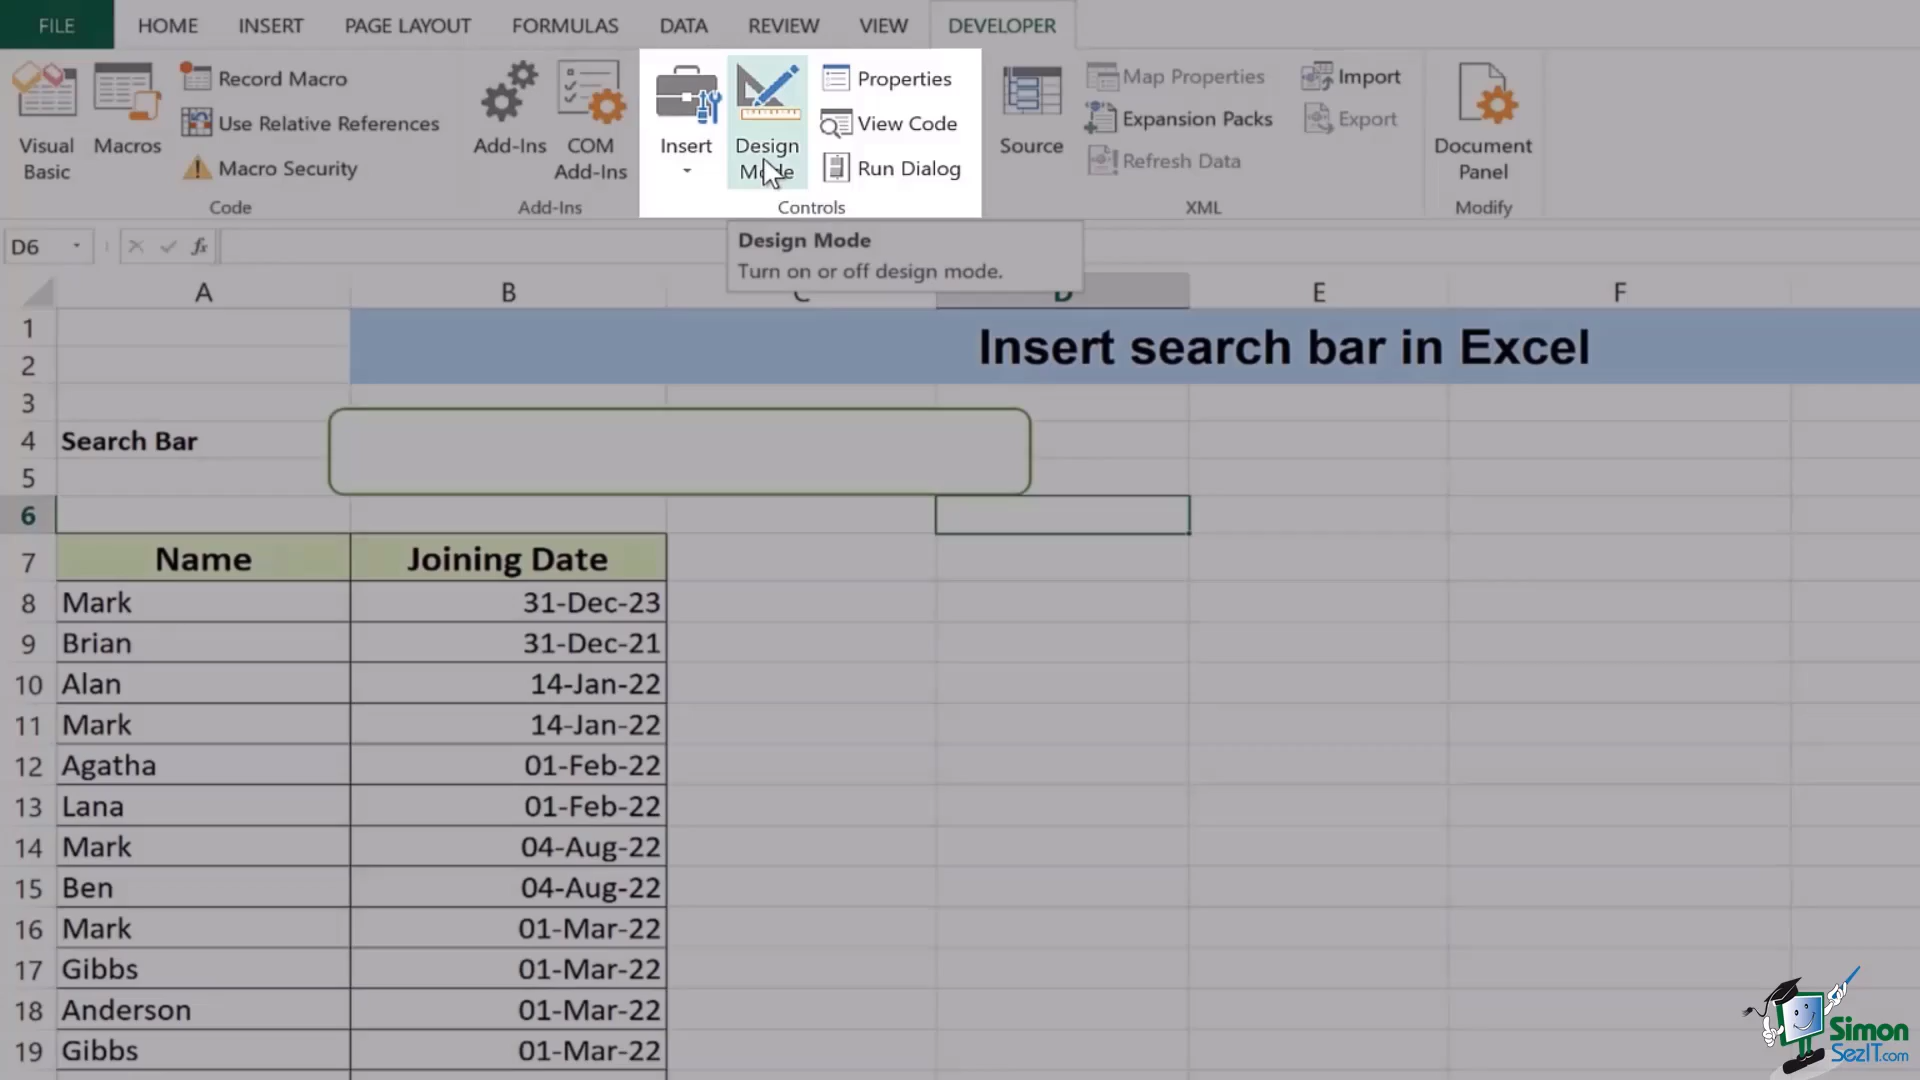 FILE HOME INSERT PAGE LAYOUT FORMULAS DATA REVIEW VIEW DEVELOPER
Visual Basic
Macros
Record Macro
Use Relative References
Macro Security
Code
Add-Ins
COM Add-Ins
Add-Ins
Insert
Design Mode
Properties
View Code
Run Dialog
Controls
Source
Map Properties
Expansion Packs
Refresh Data
Import
Export
XML
Document Panel
Modify
D6 fx
Design Mode
Turn on or off design mode.
A B C D E F
1 Insert search bar in Excel
2
3
4 Search Bar
5
6
7 Name Joining Date
8 Mark 31-Dec-23
9 Brian 31-Dec-21
10 Alan 14-Jan-22
11 Mark 14-Jan-22
12 Agatha 01-Feb-22
13 Lana 01-Feb-22
14 Mark 04-Aug-22
15 Ben 04-Aug-22
16 Mark 01-Mar-22
17 Gibbs 01-Mar-22
18 Anderson 01-Mar-22
19 Gibbs 01-Mar-22
Simon
SezIT.com